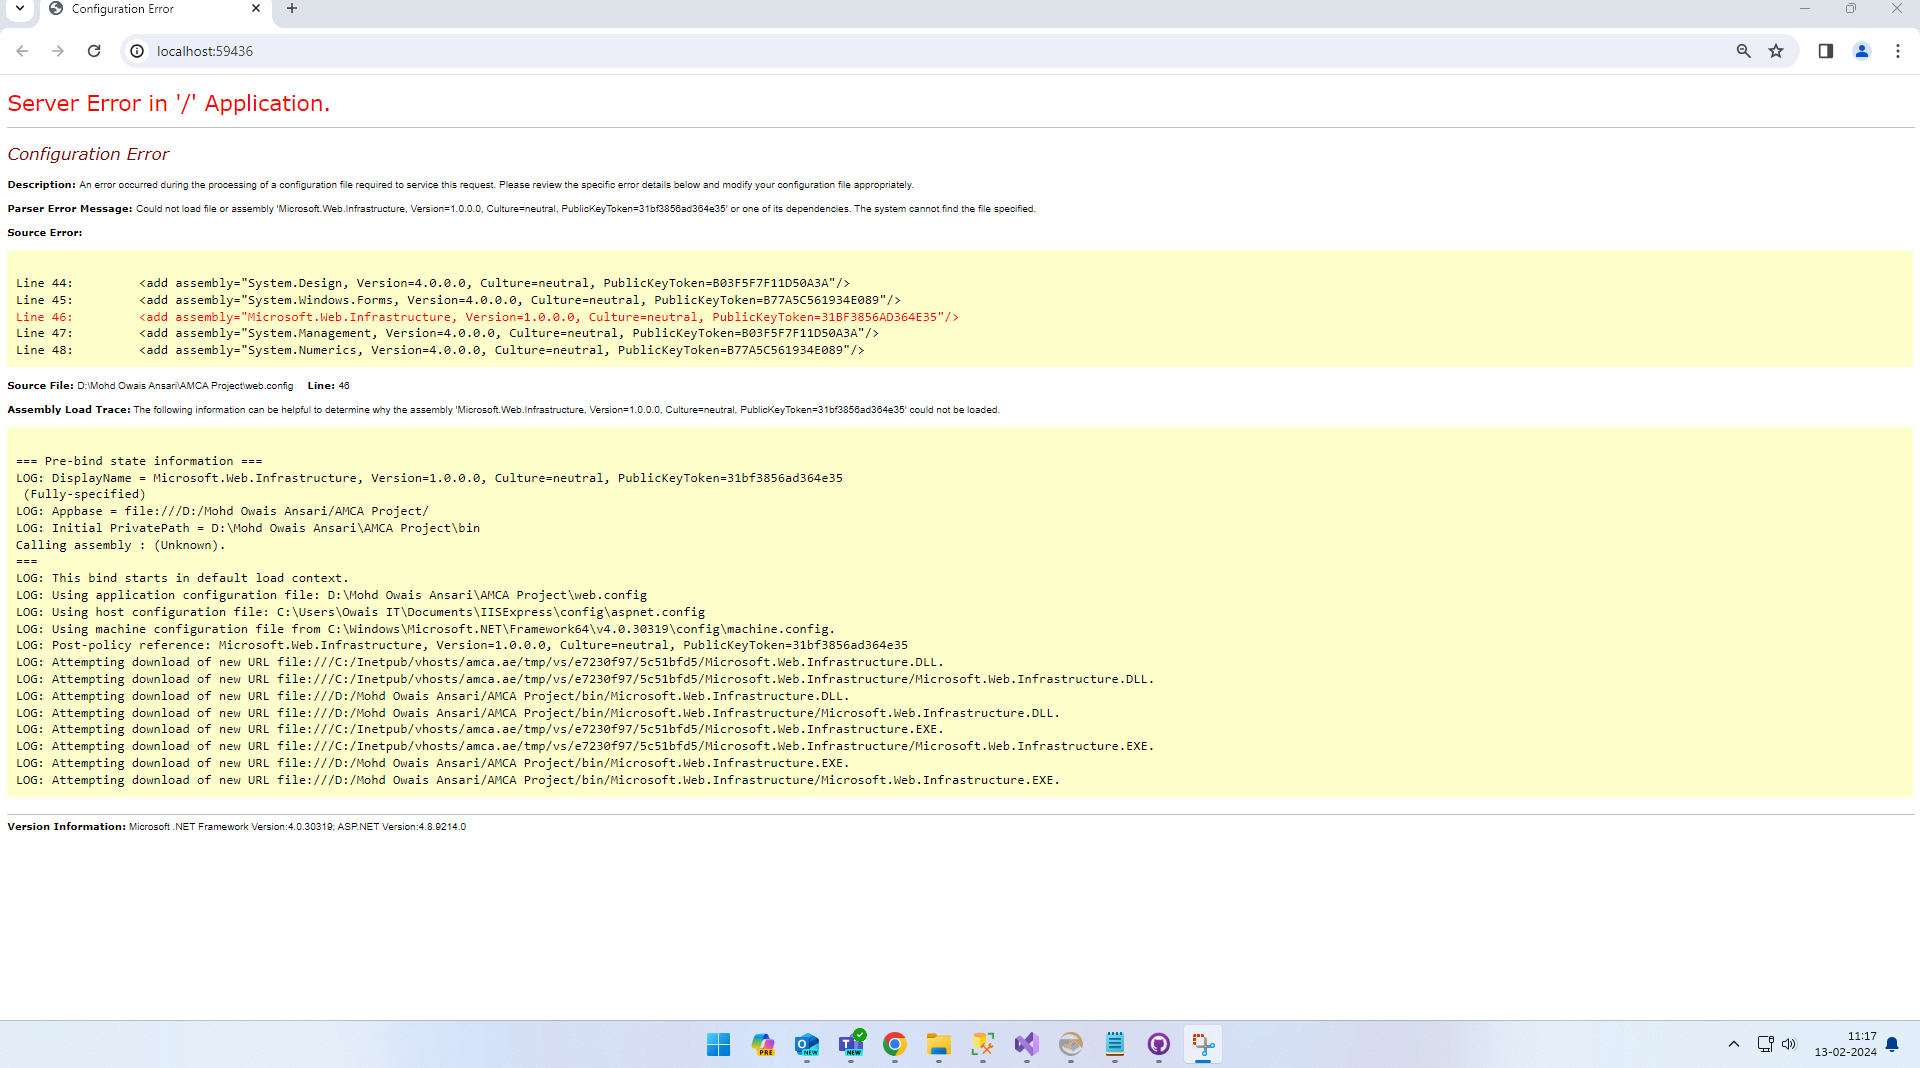 Configuration Error
localhost:59436
Server Error in '/' Application.
Configuration Error
Description: An error occurred during the processing of a configuration file required to service this request. Please review the specific error details below and modify your configuration file appropriately.
Parser Error Message: Could not load file or assembly 'Microsoft.Web.Infrastructure, Version=1.0.0.0, Culture=neutral, PublicKeyToken=31bf3856ad364e35' or one of its dependencies. The system cannot find the file specified.
Source Error:
Line 44:         <add assembly="System.Design, Version=4.0.0.0, Culture=neutral, PublicKeyToken=B03F5F7F11D50A3A"/>
Line 45:         <add assembly="System.Windows.Forms, Version=4.0.0.0, Culture=neutral, PublicKeyToken=B77A5C561934E089"/>
Line 46:         <add assembly="Microsoft.Web.Infrastructure, Version=1.0.0.0, Culture=neutral, PublicKeyToken=31BF3856AD364E35"/>
Line 47:         <add assembly="System.Management, Version=4.0.0.0, Culture=neutral, PublicKeyToken=B03F5F7F11D50A3A"/>
Line 48:         <add assembly="System.Numerics, Version=4.0.0.0, Culture=neutral, PublicKeyToken=B77A5C561934E089"/>
Source File: D:\Mohd Owais Ansari\AMCA Project\web.config    Line: 46
Assembly Load Trace: The following information can be helpful to determine why the assembly 'Microsoft.Web.Infrastructure, Version=1.0.0.0, Culture=neutral, PublicKeyToken=31bf3856ad364e35' could not be loaded.
=== Pre-bind state information ===
LOG: DisplayName = Microsoft.Web.Infrastructure, Version=1.0.0.0, Culture=neutral, PublicKeyToken=31bf3856ad364e35
(Fully-specified)
LOG: Appbase = file:///D:/Mohd Owais Ansari/AMCA Project/
LOG: Initial PrivatePath = D:\Mohd Owais Ansari\AMCA Project\bin
Calling assembly : (Unknown).
===
LOG: This bind starts in default load context.
LOG: Using application configuration file: D:\Mohd Owais Ansari\AMCA Project\web.config
LOG: Using host configuration file: C:\Users\Owais IT\Documents\IISExpress\config\aspnet.config
LOG: Using machine configuration file from C:\Windows\Microsoft.NET\Framework64\v4.0.30319\config\machine.config.
LOG: Post-policy reference: Microsoft.Web.Infrastructure, Version=1.0.0.0, Culture=neutral, PublicKeyToken=31bf3856ad364e35
LOG: Attempting download of new URL file:///C:/Inetpub/vhosts/amca.ae/tmp/vs/e7230f97/5c51bfd5/Microsoft.Web.Infrastructure.DLL.
LOG: Attempting download of new URL file:///C:/Inetpub/vhosts/amca.ae/tmp/vs/e7230f97/5c51bfd5/Microsoft.Web.Infrastructure/Microsoft.Web.Infrastructure.DLL.
LOG: Attempting download of new URL file:///D:/Mohd Owais Ansari/AMCA Project/bin/Microsoft.Web.Infrastructure.DLL.
LOG: Attempting download of new URL file:///D:/Mohd Owais Ansari/AMCA Project/bin/Microsoft.Web.Infrastructure/Microsoft.Web.Infrastructure.DLL.
LOG: Attempting download of new URL file:///C:/Inetpub/vhosts/amca.ae/tmp/vs/e7230f97/5c51bfd5/Microsoft.Web.Infrastructure.EXE.
LOG: Attempting download of new URL file:///C:/Inetpub/vhosts/amca.ae/tmp/vs/e7230f97/5c51bfd5/Microsoft.Web.Infrastructure/Microsoft.Web.Infrastructure.EXE.
LOG: Attempting download of new URL file:///D:/Mohd Owais Ansari/AMCA Project/bin/Microsoft.Web.Infrastructure.EXE.
LOG: Attempting download of new URL file:///D:/Mohd Owais Ansari/AMCA Project/bin/Microsoft.Web.Infrastructure/Microsoft.Web.Infrastructure.EXE.
Version Information: Microsoft .NET Framework Version:4.0.30319; ASP.NET Version:4.8.9214.0
PRE
NEW
NEW
11:17
13-02-2024